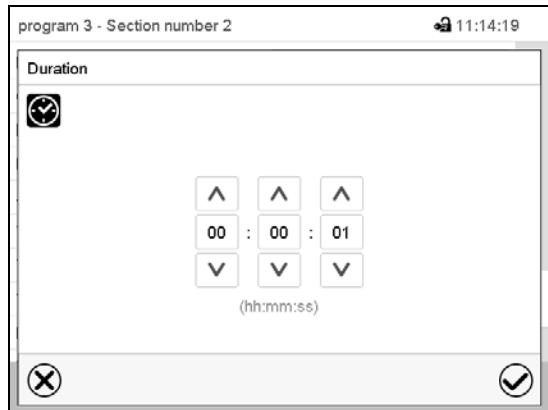 program 3 - Section number 2 11:14:19
Duration
00 : 00 : 01
(hh:mm:ss)